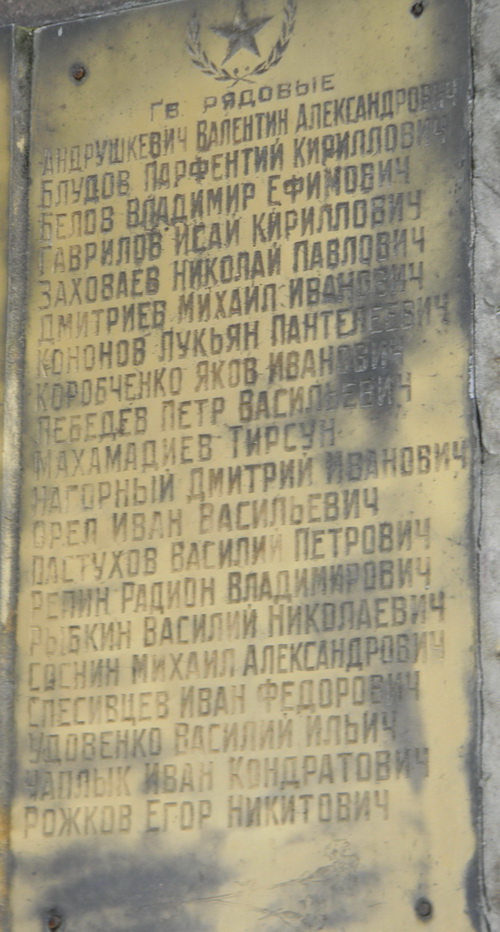 Гв. РЯДОВЫЕ
АНДРУШКЕВИЧ ВАЛЕНТИН АЛЕКСАНДРОВИЧ
БЛУДОВ ПАРФЕНТИЙ КИРИЛЛОВИЧ
БЕЛОВ ВЛАДИМИР ЕФИМОВИЧ
ГАВРИЛОВ ИСАЙ КИРИЛЛОВИЧ
ЗАХОВАЕВ НИКОЛАЙ ПАВЛОВИЧ
ДМИТРИЕВ МИХАИЛ ИВАНОВИЧ
КОНОНОВ ЛУКЬЯН ПАНТЕЛЕЕВИЧ
КОРОБЧЕНКО ЯКОВ ИВАНОВИЧ
ЛЕБЕДЕВ ПЕТР ВАСИЛЬЕВИЧ
МАХАМАДИЕВ ТИРСУН
НАГОРНЫЙ ДМИТРИЙ ИВАНОВИЧ
ОРЕЛ ИВАН ВАСИЛЬЕВИЧ
ПАСТУХОВ ВАСИЛИЙ ПЕТРОВИЧ
РЕПИН РАДИОН ВЛАДИМИРОВИЧ
РЫБКИН ВАСИЛИЙ НИКОЛАЕВИЧ
СОСНИН МИХАИЛ АЛЕКСАНДРОВИЧ
СПЕСИВЦЕВ ИВАН ФЕДОРОВИЧ
УДОВЕНКО ВАСИЛИЙ ИЛЬИЧ
ЧАПЛЫК ИВАН КОНДРАТОВИЧ
РОЖКОВ ЕГОР НИКИТОВИЧ